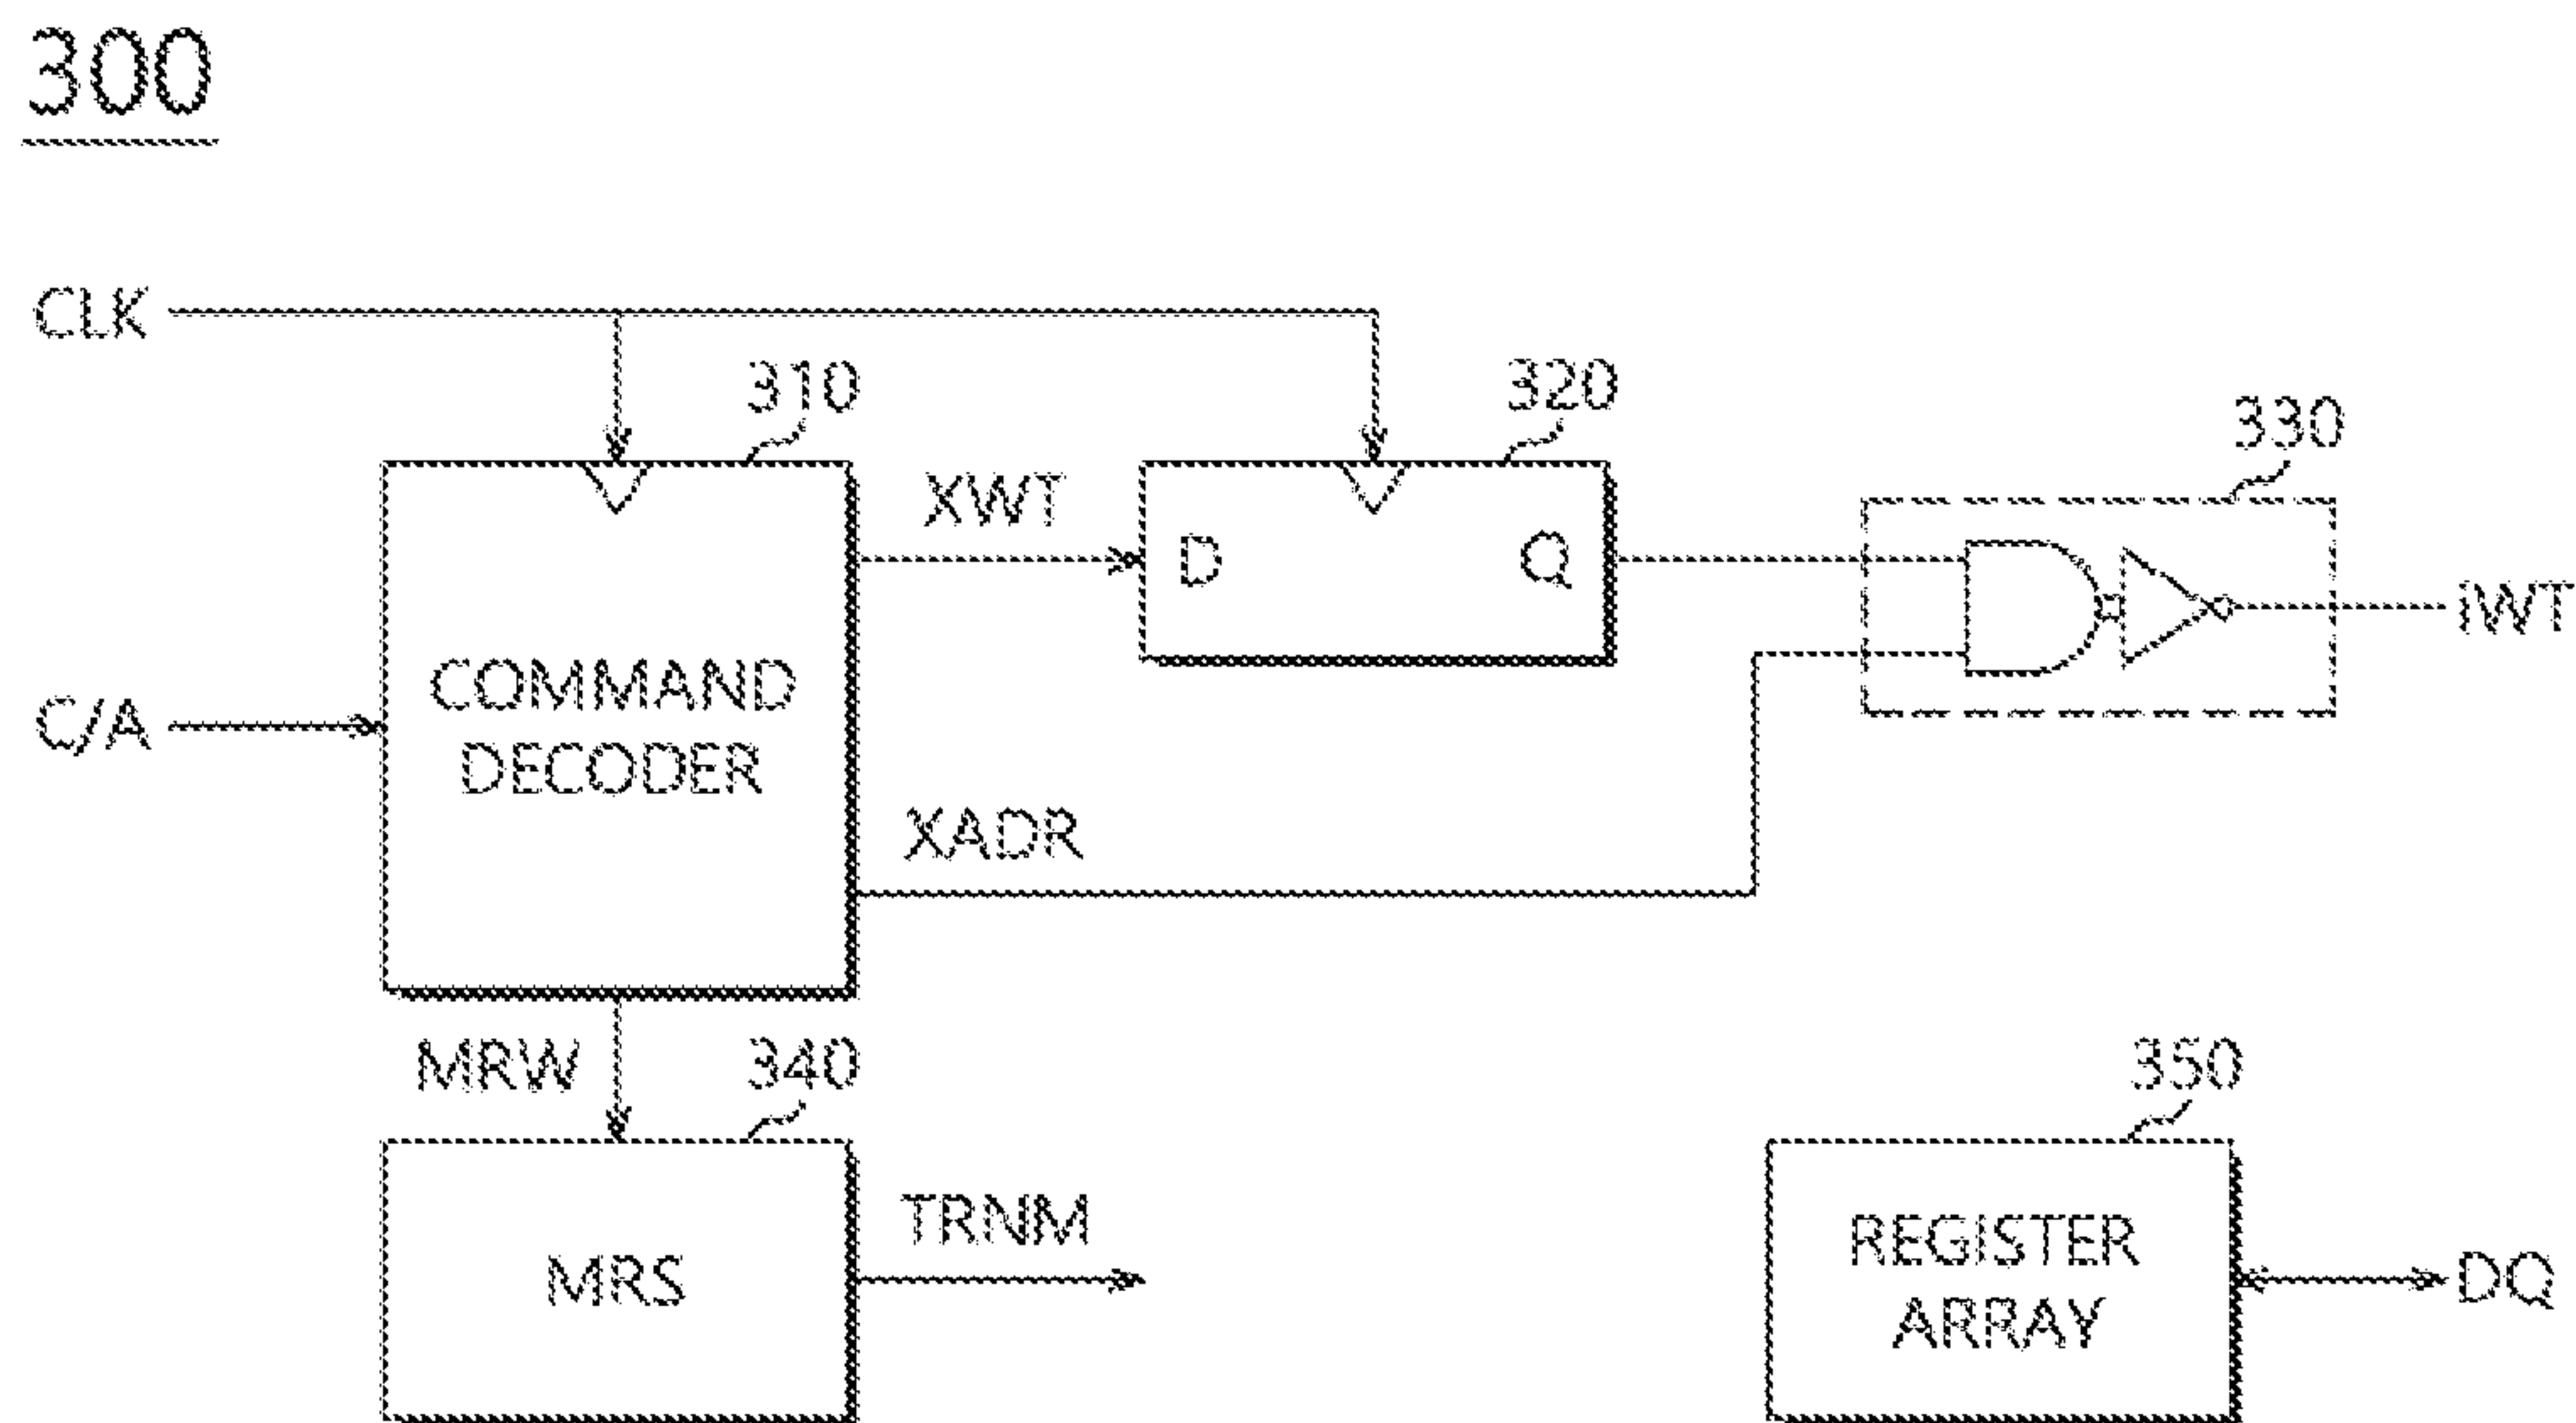 300
CLK
310
320
330
XWT
D
Q
IWT
C/A
COMMAND
DECODER
XADR
MRW
340
350
TRNM
MRS
REGISTER
ARRAY
DQ